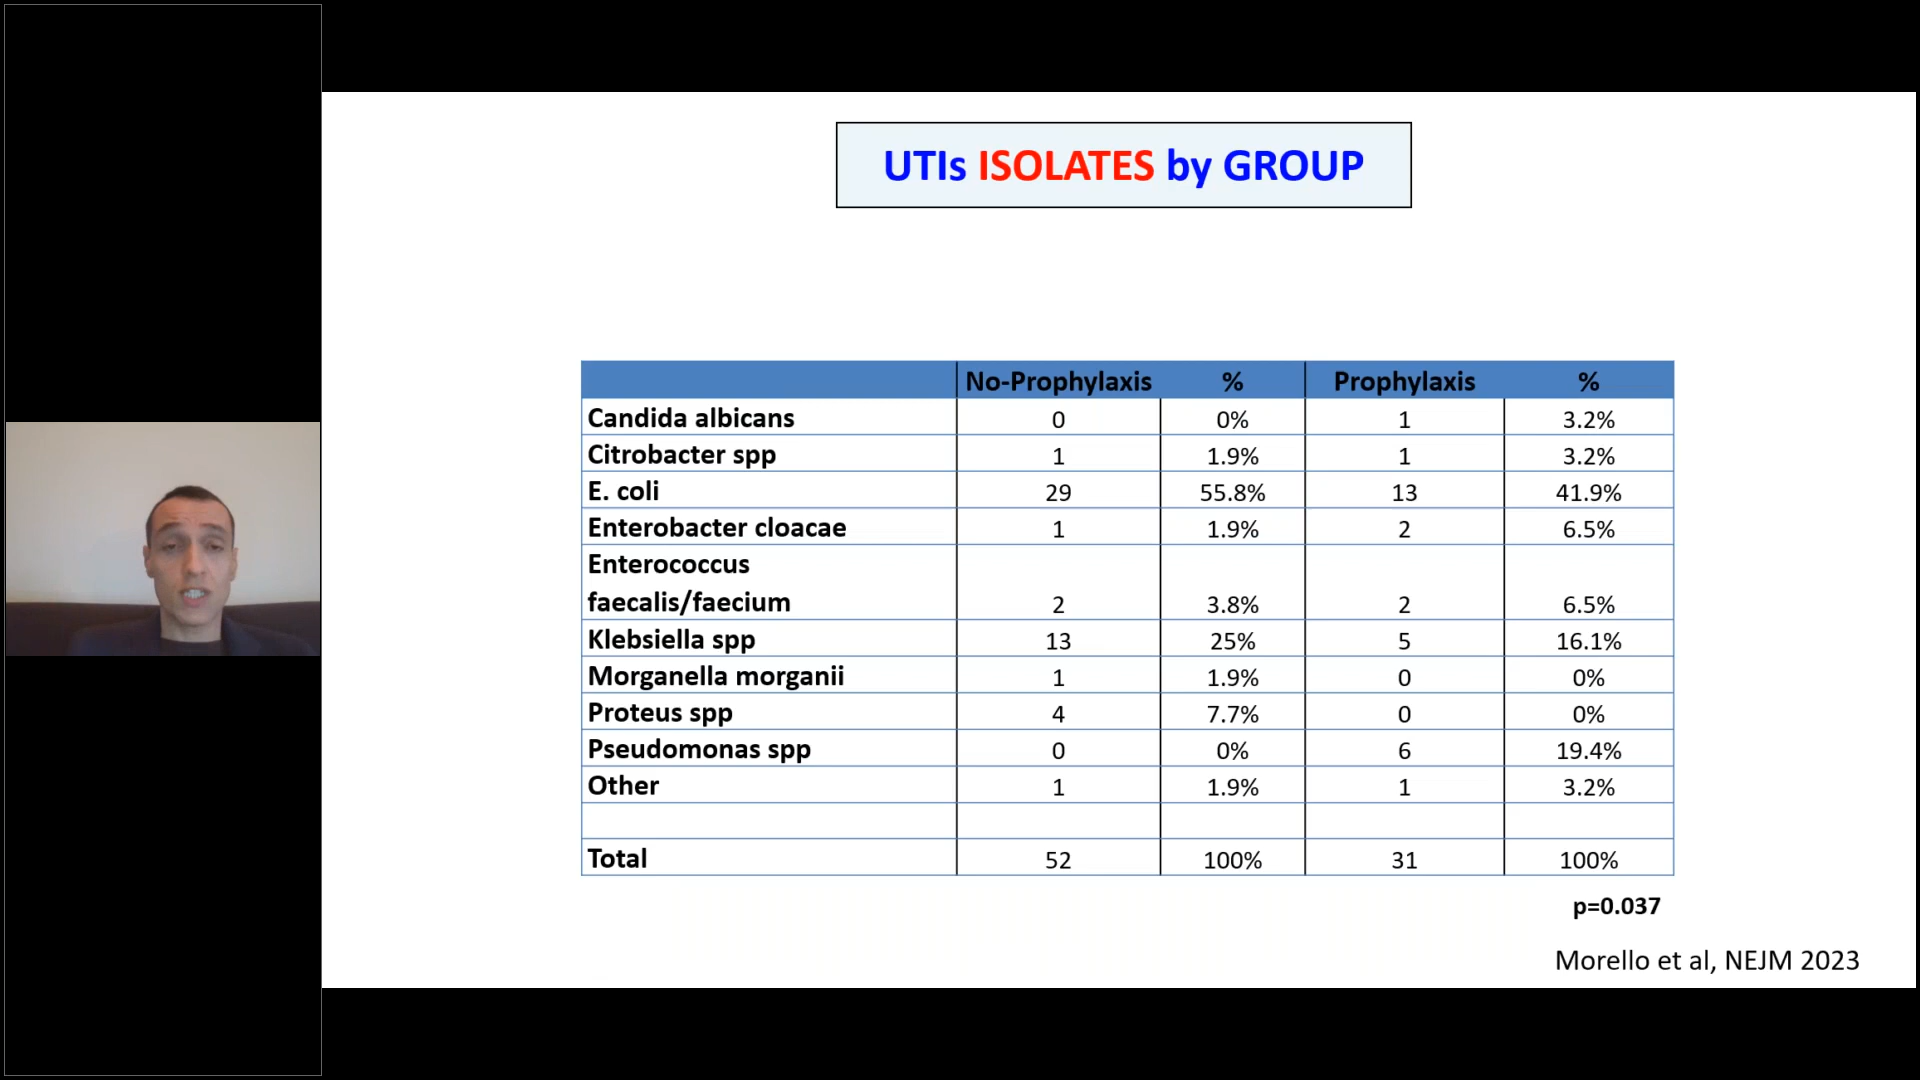 UTIs ISOLATES by GROUP
No-Prophylaxis % Prophylaxis %
Candida albicans 0 0% 1 3.2%
Citrobacter spp 1 1.9% 1 3.2%
E. coli 29 55.8% 13 41.9%
Enterobacter cloacae 1 1.9% 2 6.5%
Enterococcus
faecalis/faecium 2 3.8% 2 6.5%
Klebsiella spp 13 25% 5 16.1%
Morganella morganii 1 1.9% 0 0%
Proteus spp 4 7.7% 0 0%
Pseudomonas spp 0 0% 6 19.4%
Other 1 1.9% 1 3.2%
Total 52 100% 31 100%
p=0.037
Morello et al, NEJM 2023